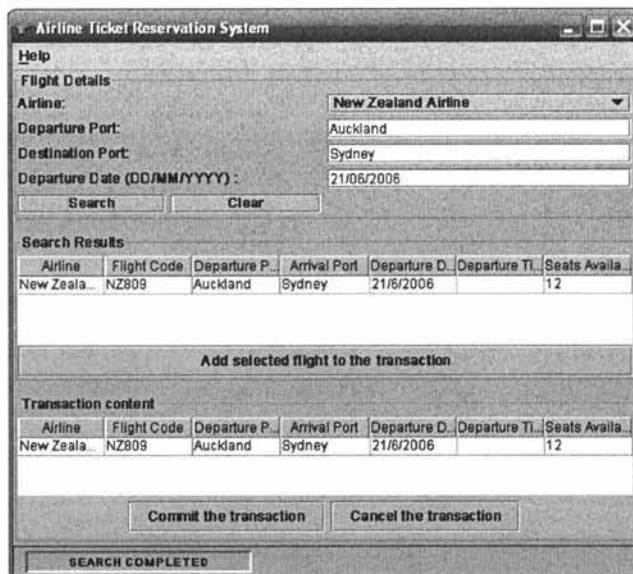 Airline Ticket Reservation System
Help
Flight Details
Airline: New Zealand Airline
Departure Port: Auckland
Destination Port: Sydney
Departure Date (DD/MM/YYYY) : 21/06/2006
Search Clear
Search Results
Airline Flight Code Departure P... Arrival Port Departure D... Departure Ti... Seats Availa...
New Zeala... NZ809 Auckland Sydney 21/6/2006 12
Add selected flight to the transaction
Transaction content
Airline Flight Code Departure P... Arrival Port Departure D... Departure Ti... Seats Availa...
New Zeala... NZ809 Auckland Sydney 21/6/2006 12
Commit the transaction Cancel the transaction
SEARCH COMPLETED